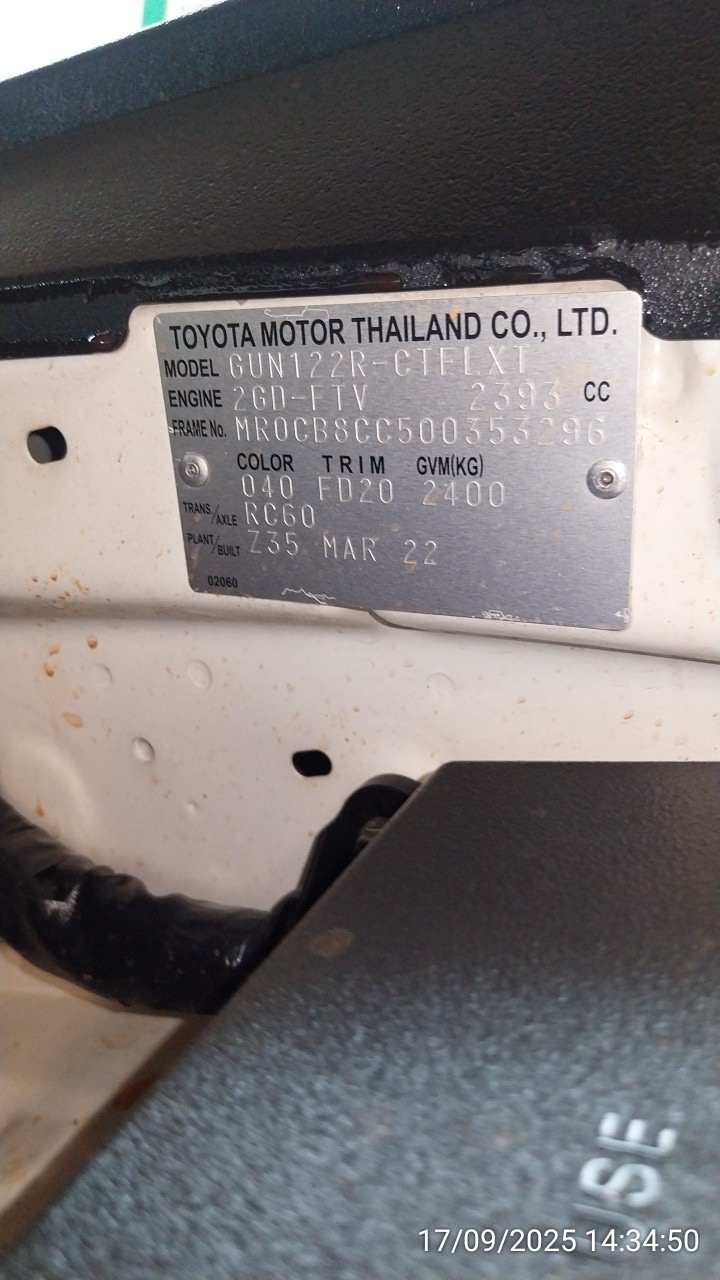 TOYOTA MOTOR THAILAND CO., LTD.
MODEL GUN122R-CTFLXT
ENGINE 2GD-FTV 2393 CC
FRAME No. MR0CB8CC500353296
COLOR TRIM GVM(KG)
040 FD20 2400
TRANS/AXLE RC60
PLANT/BUILT Z35 MAR 22
02060
USE
17/09/2025 14:34:50